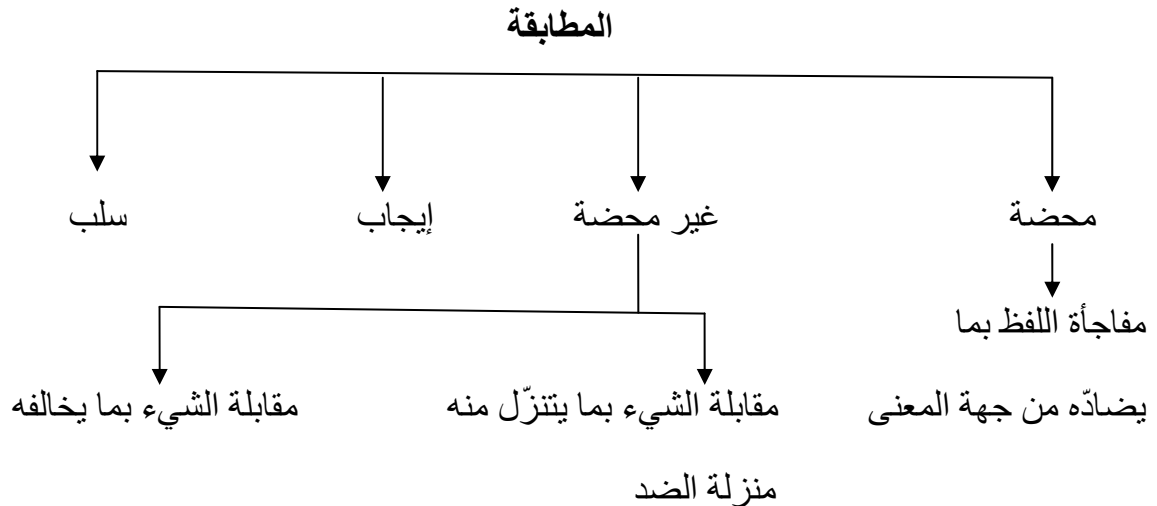 المطابقة
محضة
غير محضة
إيجاب
سلب
مفاجأة اللفظ بما
يضادّه من جهة المعنى
مقابلة الشيء بما يتنزّل منه
منزلة الضد
مقابلة الشيء بما يخالفه